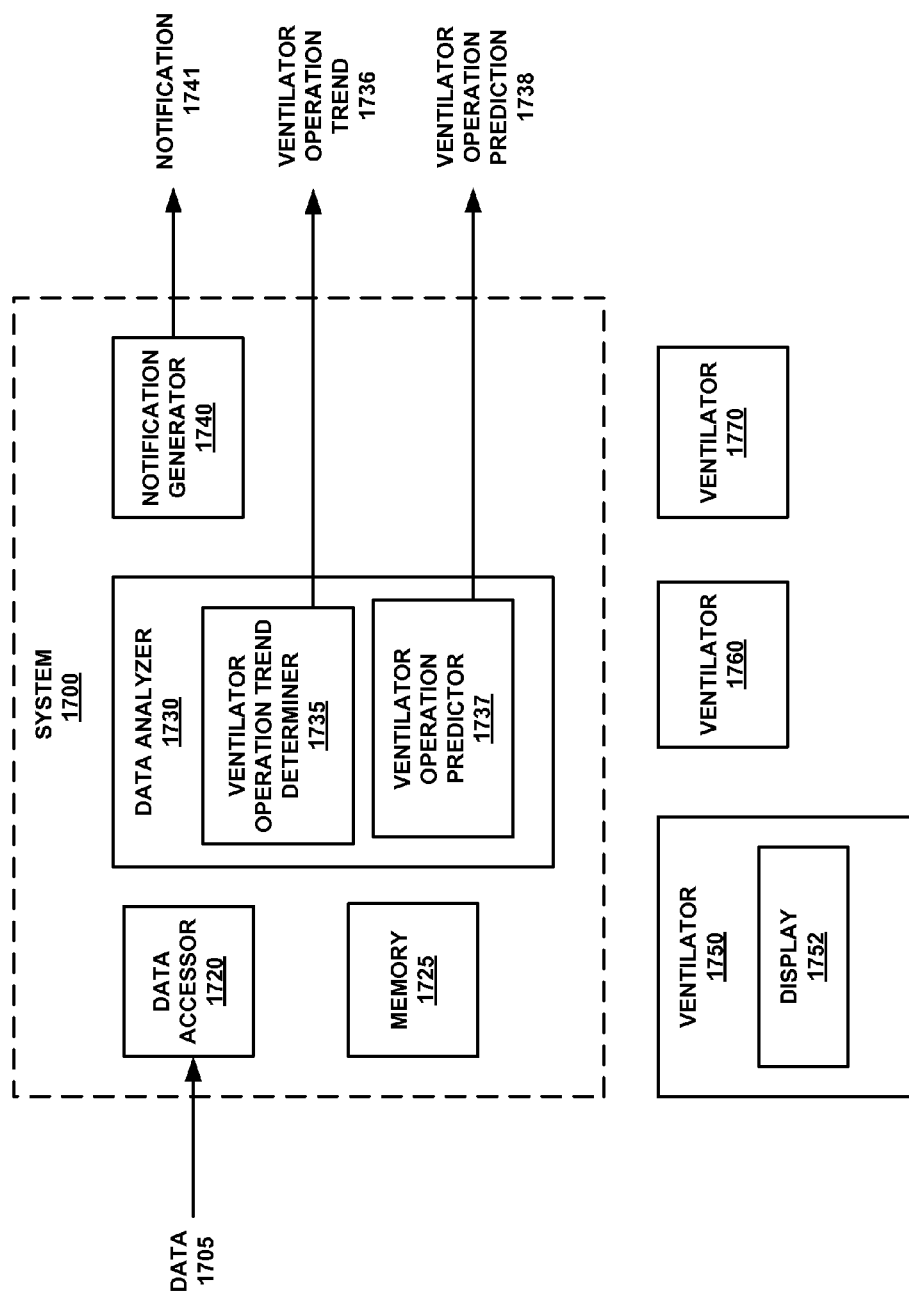 SYSTEM
1700
DATA
1705
DATA
ACCESSOR
1720
MEMORY
1725
DATA ANALYZER
1730
VENTILATOR
OPERATION TREND
DETERMINER
1735
VENTILATOR
OPERATION
PREDICTOR
1737
NOTIFICATION
GENERATOR
1740
NOTIFICATION
1741
VENTILATOR
OPERATION
TREND
1736
VENTILATOR
OPERATION
PREDICTION
1738
VENTILATOR
1750
DISPLAY
1752
VENTILATOR
1760
VENTILATOR
1770